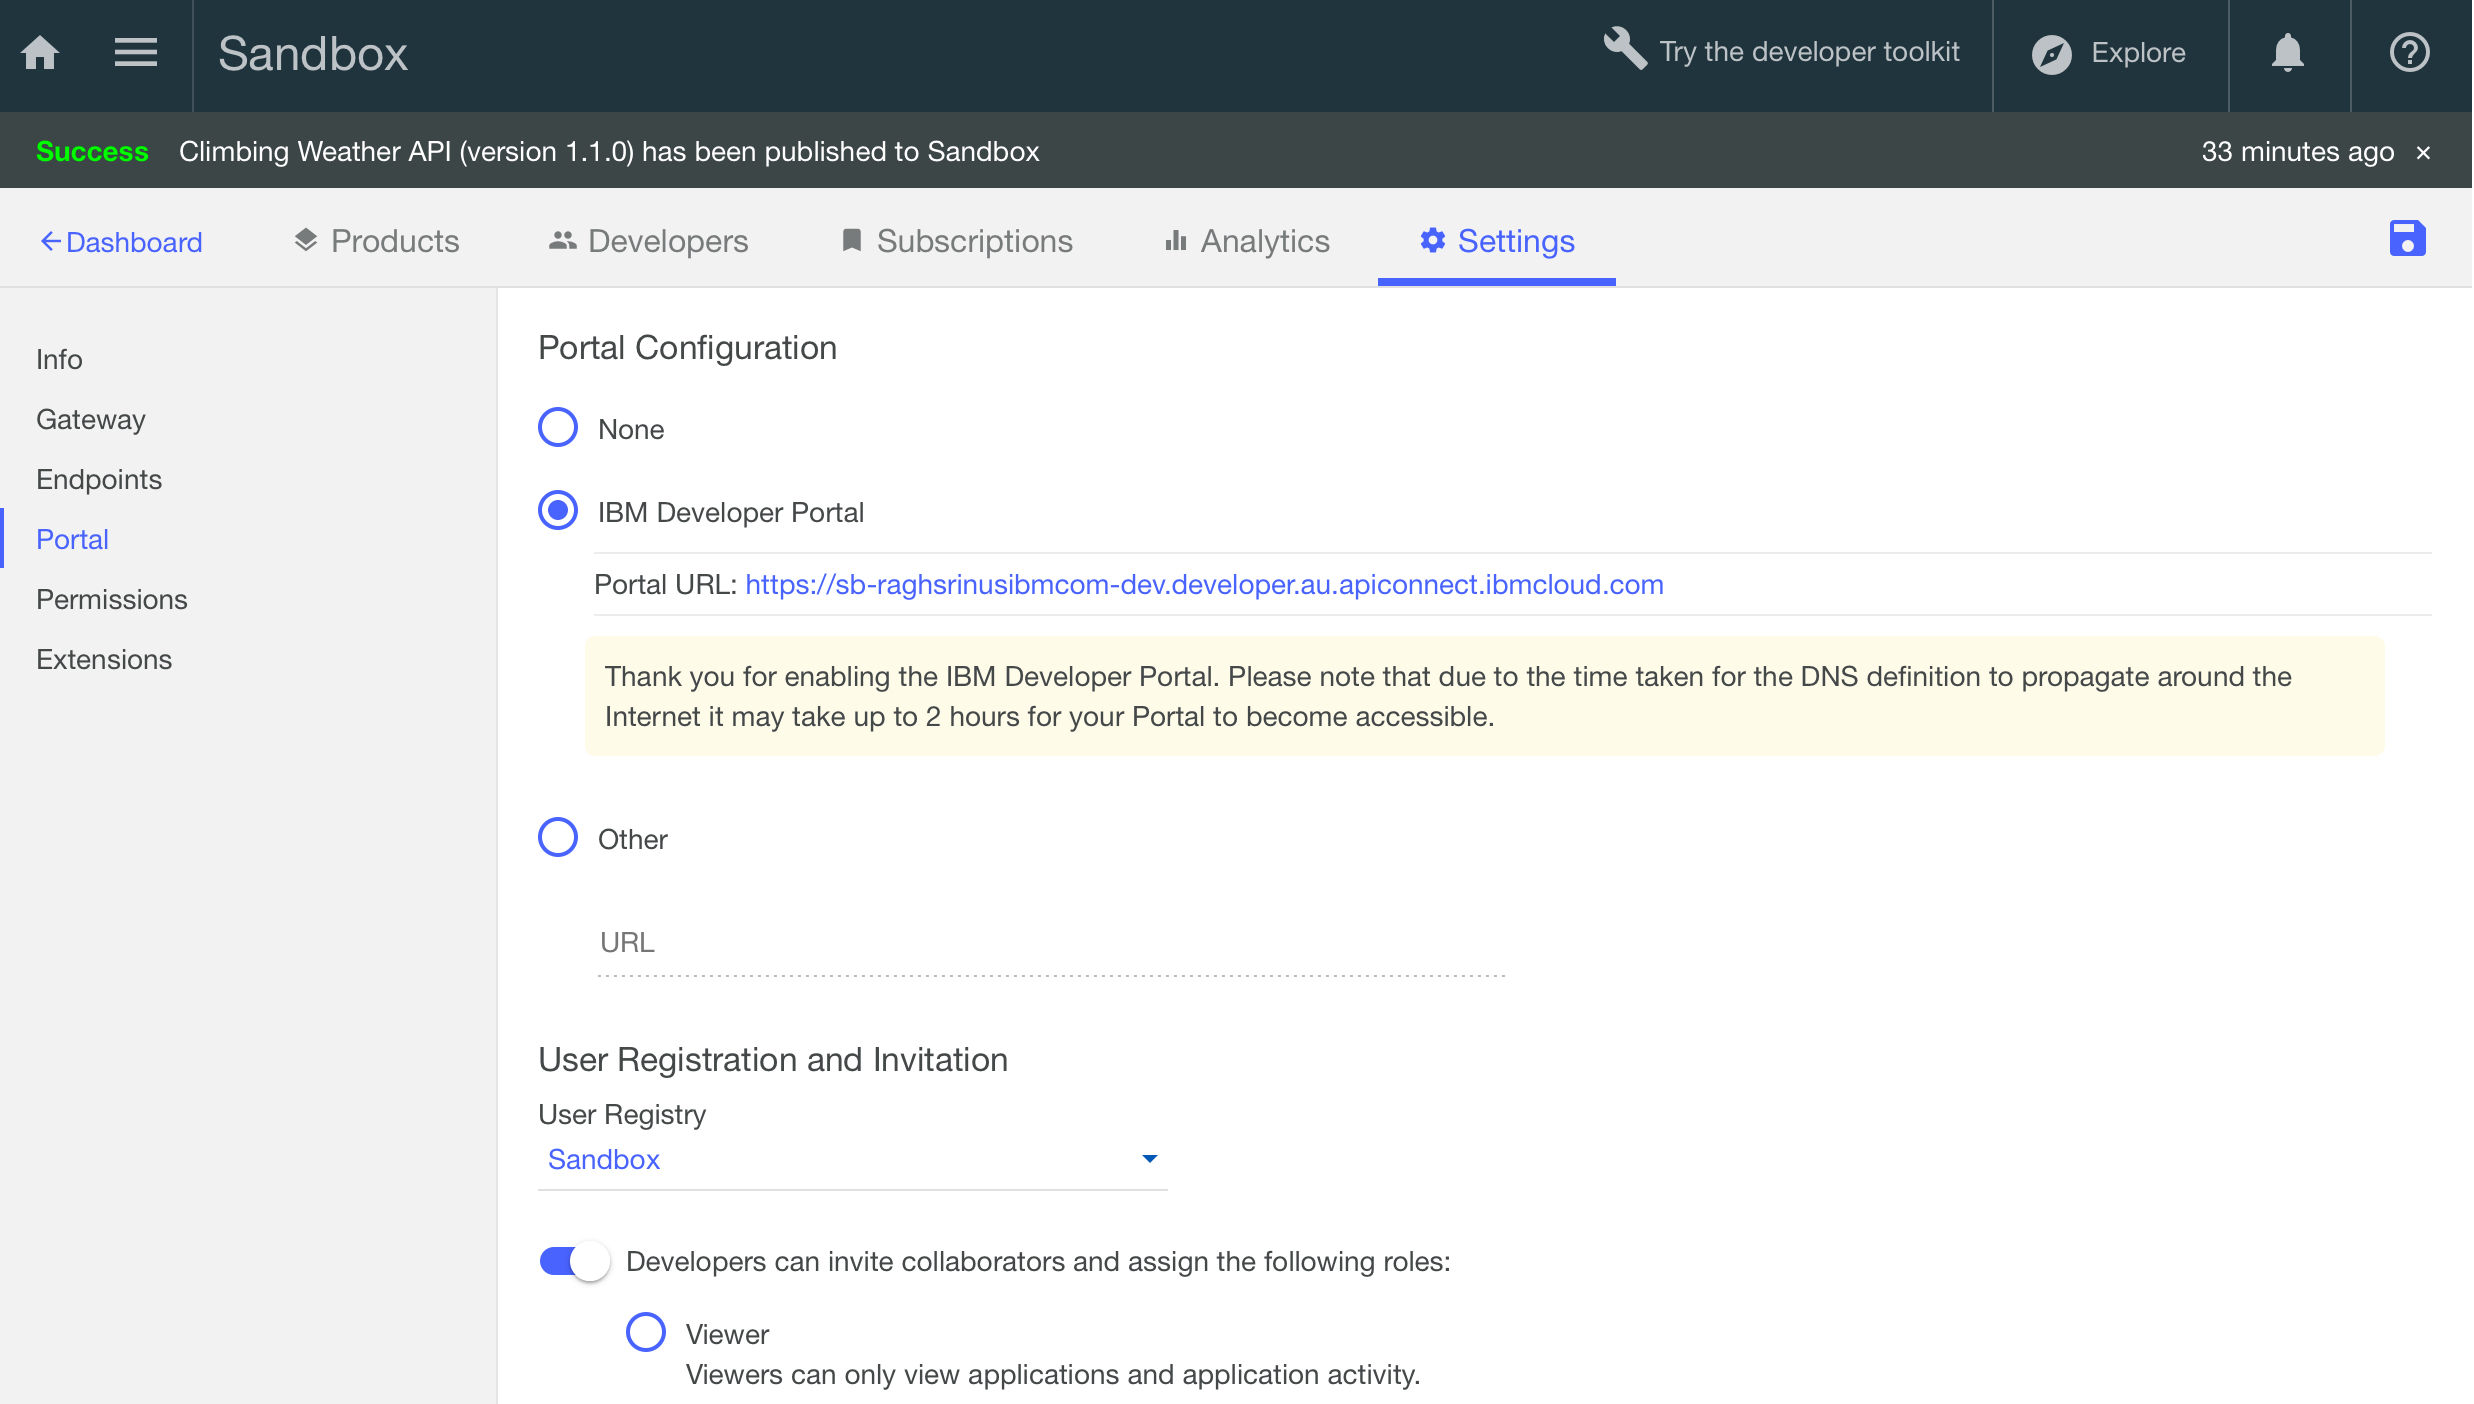 Sandbox
Try the developer toolkit
Explore
Success Climbing Weather API (version 1.1.0) has been published to Sandbox
33 minutes ago ×
Dashboard
Products
Developers
Subscriptions
Analytics
Settings
Info
Gateway
Endpoints
Portal
Permissions
Extensions
Portal Configuration
None
IBM Developer Portal
Portal URL: https://sb-raghsrinusibmcom-dev.developer.au.apiconnect.ibmcloud.com
Thank you for enabling the IBM Developer Portal. Please note that due to the time taken for the DNS definition to propagate around the
Internet it may take up to 2 hours for your Portal to become accessible.
Other
URL
User Registration and Invitation
User Registry
Sandbox
Developers can invite collaborators and assign the following roles:
Viewer
Viewers can only view applications and application activity.